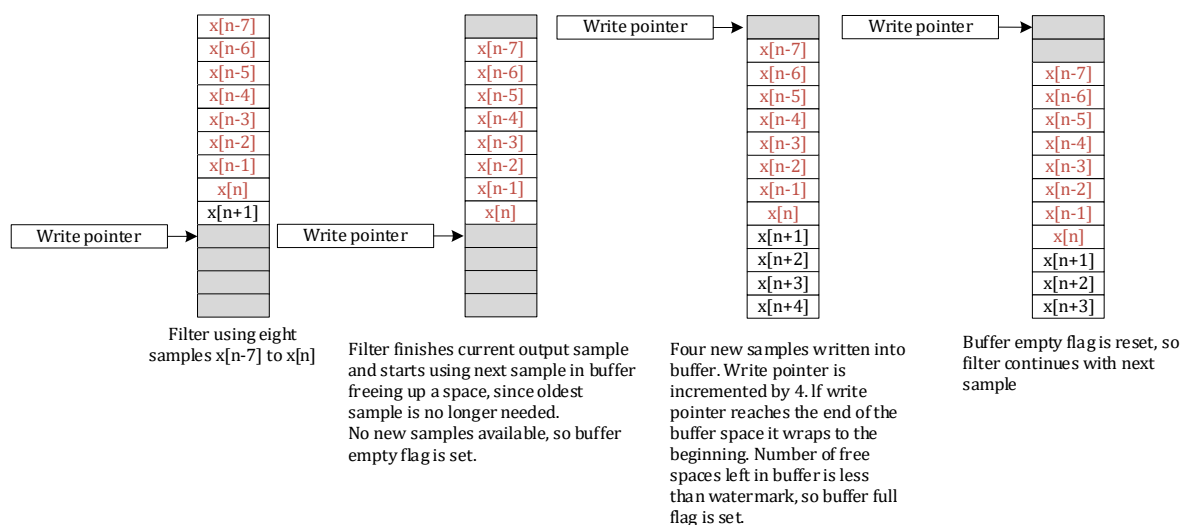 x[n-7]
x[n-6]
x[n-5]
x[n-4]
x[n-3]
x[n-2]
x[n-1]
x[n]
x[n+1]
Write pointer
Filter using eight
samples x[n-7] to x[n]
x[n-7]
x[n-6]
x[n-5]
x[n-4]
x[n-3]
x[n-2]
x[n-1]
x[n]
Write pointer
Filter finishes current output sample
and starts using next sample in buffer
freeing up a space, since oldest
sample is no longer needed.
No new samples available, so buffer
empty flag is set.
Write pointer
x[n-7]
x[n-6]
x[n-5]
x[n-4]
x[n-3]
x[n-2]
x[n-1]
x[n]
x[n+1]
x[n+2]
x[n+3]
x[n+4]
Four new samples written into
buffer. Write pointer is
incremented by 4. If write
pointer reaches the end of the
buffer space it wraps to the
beginning. Number of free
spaces left in buffer is less
than watermark, so buffer full
flag is set.
Write pointer
x[n-7]
x[n-6]
x[n-5]
x[n-4]
x[n-3]
x[n-2]
x[n-1]
x[n]
x[n+1]
x[n+2]
x[n+3]
Buffer empty flag is reset, so
filter continues with next
sample